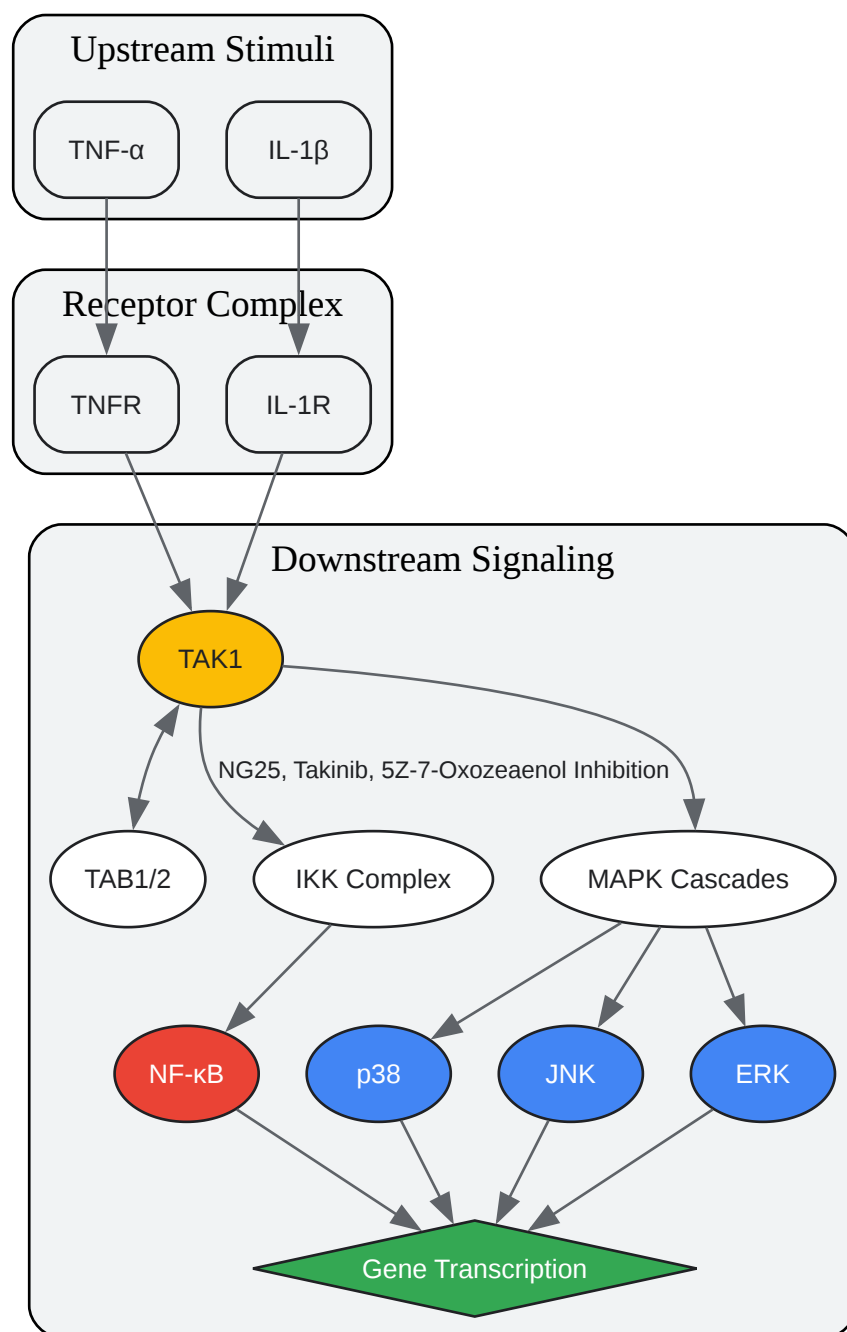 Upstream Stimuli
TNF-α
IL-1β
Receptor Complex
TNFR
IL-1R
Downstream Signaling
TAK1
NG25, Takinib, 5Z-7-Oxozeaenol Inhibition
TAB1/2
IKK Complex
MAPK Cascades
NF-κB
p38
JNK
ERK
Gene Transcription